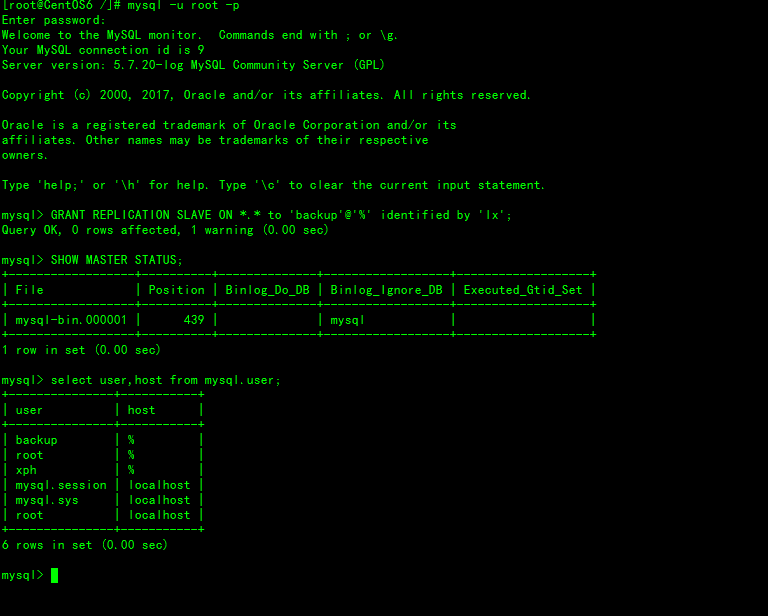 [root@CentOS6 /]# mysql -u root -p
Enter password:
Welcome to the MySQL monitor.  Commands end with ; or \g.
Your MySQL connection id is 9
Server version: 5.7.20-log MySQL Community Server (GPL)
Copyright (c) 2000, 2017, Oracle and/or its affiliates. All rights reserved.
Oracle is a registered trademark of Oracle Corporation and/or its
affiliates. Other names may be trademarks of their respective
owners.
Type 'help;' or '\h' for help. Type '\c' to clear the current input statement.
mysql> GRANT REPLICATION SLAVE ON *.* to 'backup'@'%' identified by 'lx';
Query OK, 0 rows affected, 1 warning (0.00 sec)
mysql> SHOW MASTER STATUS;
+------------------+----------+--------------+------------------+-------------------+
| File             | Position | Binlog_Do_DB | Binlog_Ignore_DB | Executed_Gtid_Set |
+------------------+----------+--------------+------------------+-------------------+
| mysql-bin.000001 |      439 |              | mysql            |                   |
+------------------+----------+--------------+------------------+-------------------+
1 row in set (0.00 sec)
mysql> select user,host from mysql.user;
+---------------+-----------+
| user          | host      |
+---------------+-----------+
| backup        | %         |
| root          | %         |
| xph           | %         |
| mysql.session | localhost |
| mysql.sys     | localhost |
| root          | localhost |
+---------------+-----------+
6 rows in set (0.00 sec)
mysql>